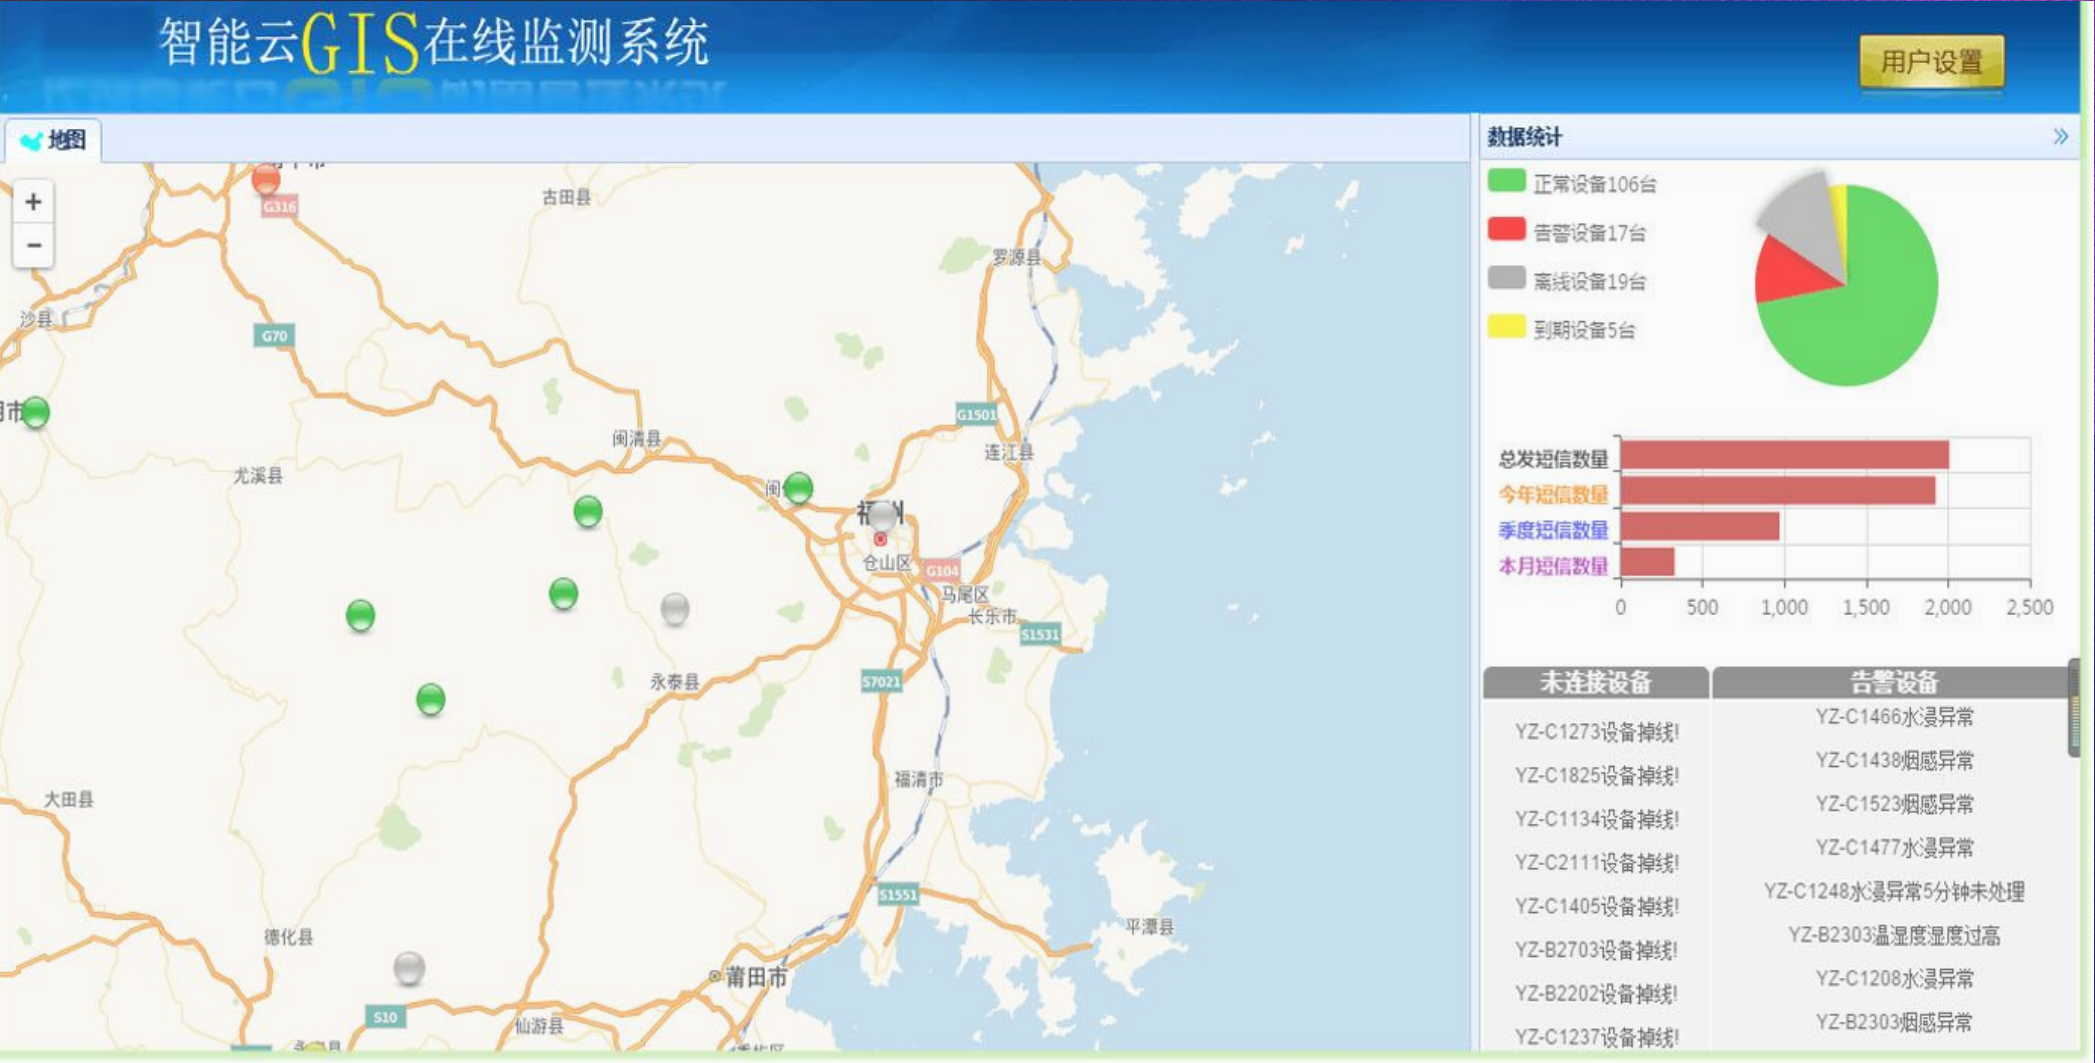 智能云GIS在线监测系统
用户设置
地图
数据统计
+
−
G316
古田县
罗源县
沙县
G70
G1501
闽清县
连江县
尤溪县
仓山区
G104
马尾区
长乐市
S1531
永泰县
S7021
福清市
大田县
S1551
平潭县
德化县
莆田市
S10
仙游县
正常设备106台
告警设备17台
离线设备19台
到期设备5台
总发短信数量
今年短信数量
季度短信数量
本月短信数量
0 500 1,000 1,500 2,000 2,500
未连接设备
YZ-C1273设备掉线!
YZ-C1825设备掉线!
YZ-C1134设备掉线!
YZ-C2111设备掉线!
YZ-C1405设备掉线!
YZ-B2703设备掉线!
YZ-B2202设备掉线!
YZ-C1237设备掉线!
告警设备
YZ-C1466水浸异常
YZ-C1438烟感异常
YZ-C1523烟感异常
YZ-C1477水浸异常
YZ-C1248水浸异常5分钟未处理
YZ-B2303温湿度湿度过高
YZ-C1208水浸异常
YZ-B2303烟感异常